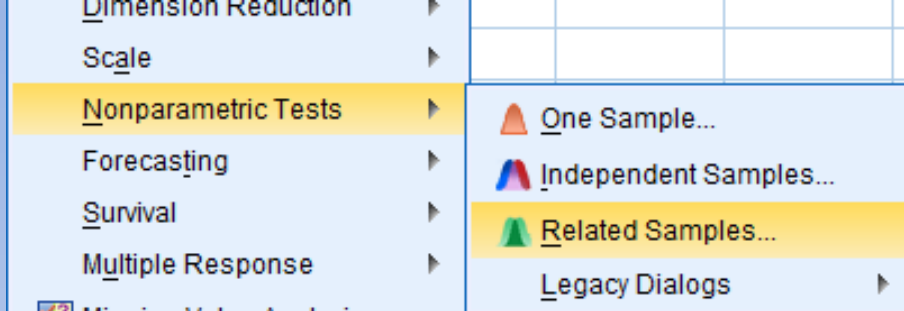 Dimension Reduction
Scale
Nonparametric Tests
Forecasting
Survival
Multiple Response
One Sample...
Independent Samples...
Related Samples...
Legacy Dialogs